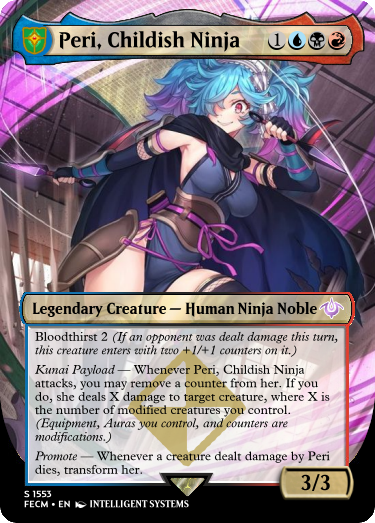 Peri, Childish Ninja 1
Legendary Creature — Human Ninja Noble
Bloodthirst 2 (If an opponent was dealt damage this turn,
this creature enters with two +1/+1 counters on it.)
Kunai Payload — Whenever Peri, Childish Ninja
attacks, you may remove a counter from her. If you
do, she deals X damage to target creature, where X is
the number of modified creatures you control.
(Equipment, Auras you control, and counters are
modifications.)
Promote — Whenever a creature dealt damage by Peri
dies, transform her.
3/3
S 1553
FECM • EN INTELLIGENT SYSTEMS